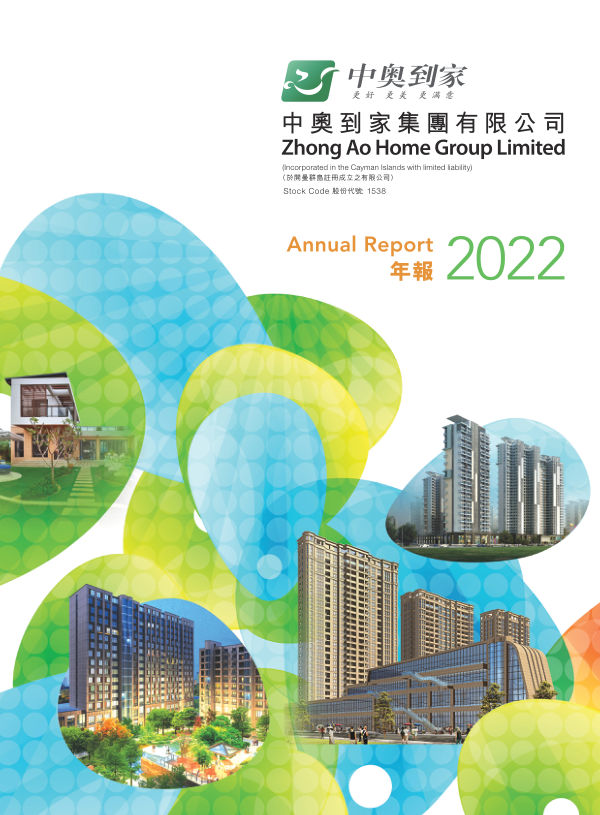 中奥到家
更好 更美 更满意
中奧到家集團有限公司
Zhong Ao Home Group Limited
(Incorporated in the Cayman Islands with limited liability)
（於開曼群島註冊成立之有限公司）
Stock Code 股份代號: 1538
Annual Report
年報
2022